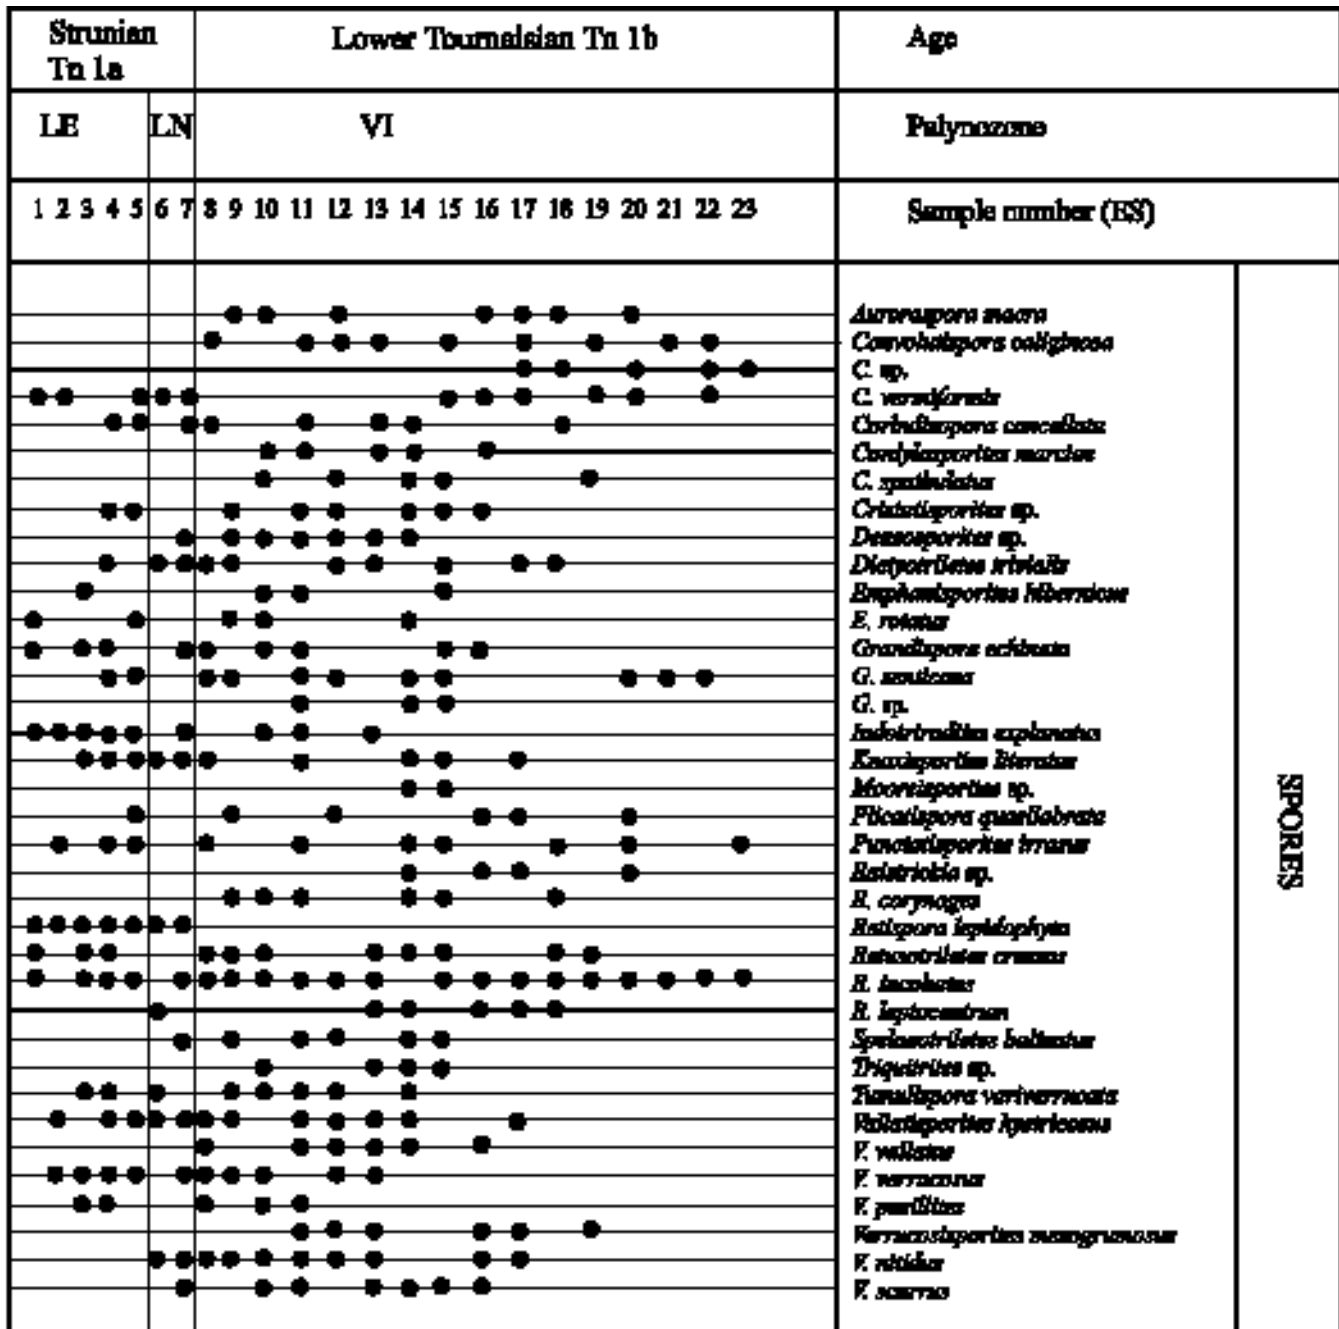 Strunian
Tn 1a
Lower Tournaisian Tn 1b
Age
LE
LN
VI
Palynozone
1 2 3 4 5 6 7 8 9 10 11 12 13 14 15 16 17 18 19 20 21 22 23
Sample number (ES)
Auroraspora macra
Convolutispora caliginosa
C. sp.
C. vermiformis
Corbulispora cancellata
Cordylosporites marciae
C. spathulatus
Cristatisporites sp.
Densosporites sp.
Dictyotriletes trivialis
Emphanisporites hibernicus
E. rotatus
Grandispora echinata
G. senticosa
G. sp.
Indotriradites explanatus
Knoxisporites literatus
Mooreisporites sp.
Plicatispora quasilabrata
Punctatisporites irrasus
Raistrickia sp.
R. corynoges
Retispora lepidophyta
Retusotriletes crassus
R. incohatus
R. leptocentrum
Spelaeotriletes balteatus
Triquitrites sp.
Tumulispora variverrucata
Vallatisporites hystricosus
V. vallatus
V. verrucosus
V. pusillites
Verrucosisporites mesogrumosus
V. nitidus
V. scurrus
SPORES